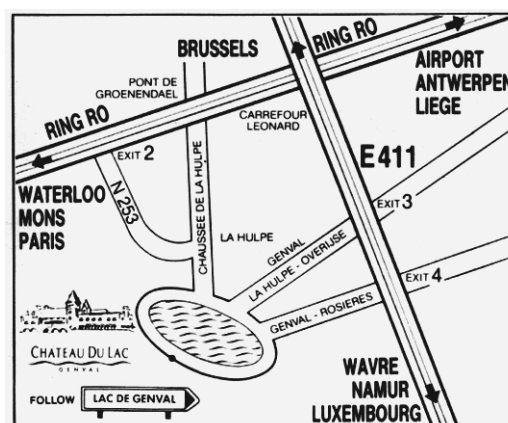 BRUSSELS
RING RO
AIRPORT
ANTWERPEN
LIEGE
PONT DE
GROENENDAEL
CARREFOUR
LEONARD
RING RO
EXIT 2
E411
WATERLOO
MONS
PARIS
N 253
CHAUSSEE DE LA HULPE
LA HULPE
EXIT 3
GENVAL
LA HULPE - OVERIJSE
EXIT 4
GENVAL - ROSIERES
CHATEAU DU LAC
GENVAL
WAVRE
NAMUR
LUXEMBOURG
FOLLOW
LAC DE GENVAL